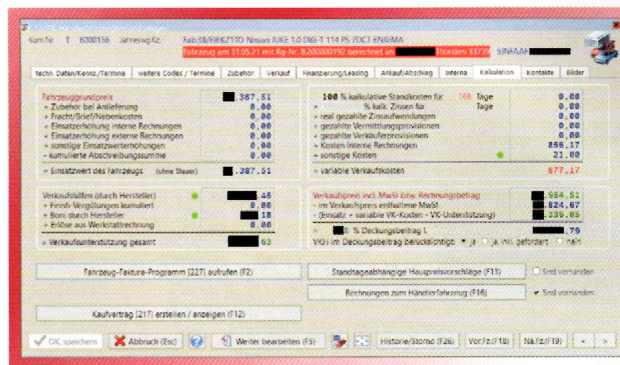 Kom.Nr. T 6000156 Jahreswg.Kz. Fab:38/EJEK21TO Nissan JUKE 1.0 DIG-T 114 PS 7DCT ENIGMA
Fahrzeug am 31.05.21 mit Rg-Nr. 8200000192 berechnet an Thorsten 33739 SJNFAAF
techn. Daten/Kennz./Termine weitere Codes / Termine Zubehör Verkauf Finanzierung/Leasing Ankauf/Abschlag Interna Kalkulation Kontakte Bilder
Fahrzeuggrundpreis .387,51
+ Zubehör bei Anlieferung 0,00
+ Fracht/Brief/Nebenkosten 0,00
+ Einsatzerhöhung interne Rechnungen 0,00
+ Einsatzerhöhung externe Rechnungen 0,00
+ sonstige Einsatzwerterhöhungen 0,00
- kumulierte Abschreibungssumme 0,00
= Einsatzwert des Fahrzeugs (ohne Steuer) .387,51
100 % kalkulative Standkosten für 166 Tage 0,00
+ % kalk. Zinsen für Tage 0,00
+ real gezahlte Zinsaufwendungen 0,00
+ gezahlte Vermittlungsprovisionen 0,00
+ gezahlte Verkäuferprovisionen 0,00
+ Kosten interne Rechnungen 856,17
+ sonstige Kosten 21,00
= variable Verkaufskosten 877,17
Verkaufshilfen (durch Hersteller) ,45
+ Finish-Vergütungen kumuliert 0,00
+ Boni durch Hersteller ,18
+ Erlöse aus Werkstattrechnung 0,00
= Verkaufsunterstützung gesamt ,63
Verkaufspreis incl. MwSt bzw. Rechnungsbetrag .984,51
- im Verkaufspreis enthaltene MwSt .824,67
- (Einsatz + variable VK-Kosten - VK-Unterstützung) .339,05
= 8 % Deckungsbeitrag I. ,79
VKH im Deckungsbeitrag berücksichtigt: ja ja, inkl. gefordert nein
Fahrzeug-Faktura-Programm [227] aufrufen (F2)
Standtageabhängige Hauspreisvorschläge (F13) Sind vorhanden
Rechnungen zum Händlerfahrzeug (F16) Sind vorhanden
Kaufvertrag [217] erstellen / anzeigen (F12)
OK, speichern Abbruch (Esc) Weiter bearbeiten (F5) Historie/Storno (F26) Vor.Fz.(F18) Nä.Fz.(F19) < >